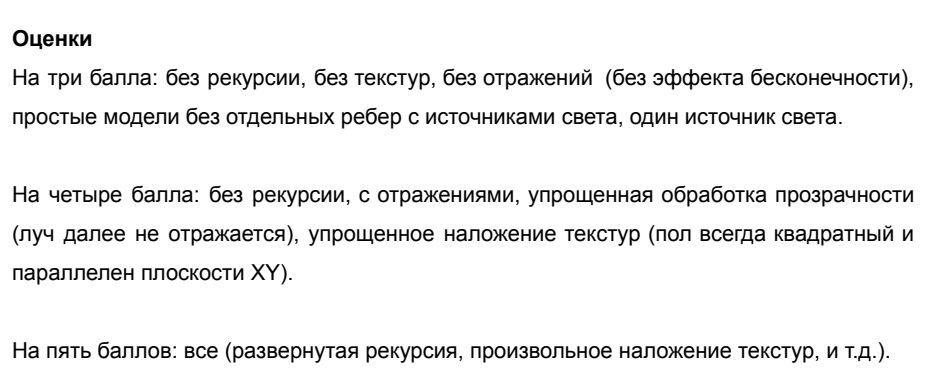 Оценки
На три балла: без рекурсии, без текстур, без отражений (без эффекта бесконечности),
простые модели без отдельных ребер с источниками света, один источник света.
На четыре балла: без рекурсии, с отражениями, упрощенная обработка прозрачности
(луч далее не отражается), упрощенное наложение текстур (пол всегда квадратный и
параллелен плоскости XY).
На пять баллов: все (развернутая рекурсия, произвольное наложение текстур, и т.д.).